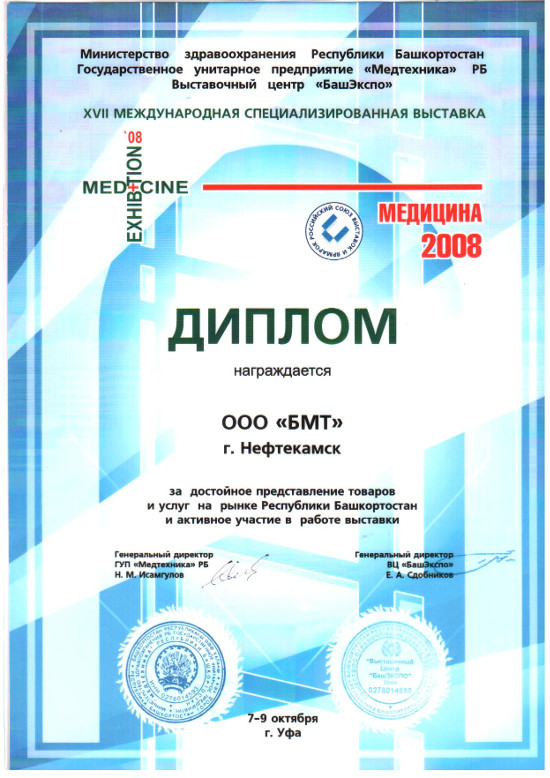 Министерство здравоохранения Республики Башкортостан
Государственное унитарное предприятие «Медтехника» РБ
Выставочный центр «БашЭкспо»
XVII МЕЖДУНАРОДНАЯ СПЕЦИАЛИЗИРОВАННАЯ ВЫСТАВКА
MEDICINE
EXHIBITION '08
РОССИЙСКИЙ СОЮЗ ВЫСТАВОК И ЯРМАРОК
МЕДИЦИНА
2008
ДИПЛОМ
награждается
ООО «БМТ»
г. Нефтекамск
за достойное представление товаров
и услуг на рынке Республики Башкортостан
и активное участие в работе выставки
Генеральный директор
ГУП «Медтехника» РБ
Н. М. Исамгулов
Генеральный директор
ВЦ «БашЭкспо»
Е. А. Сдобников
"Выставочный
Центр
"БашЭКСПО"
7–9 октября
г. Уфа